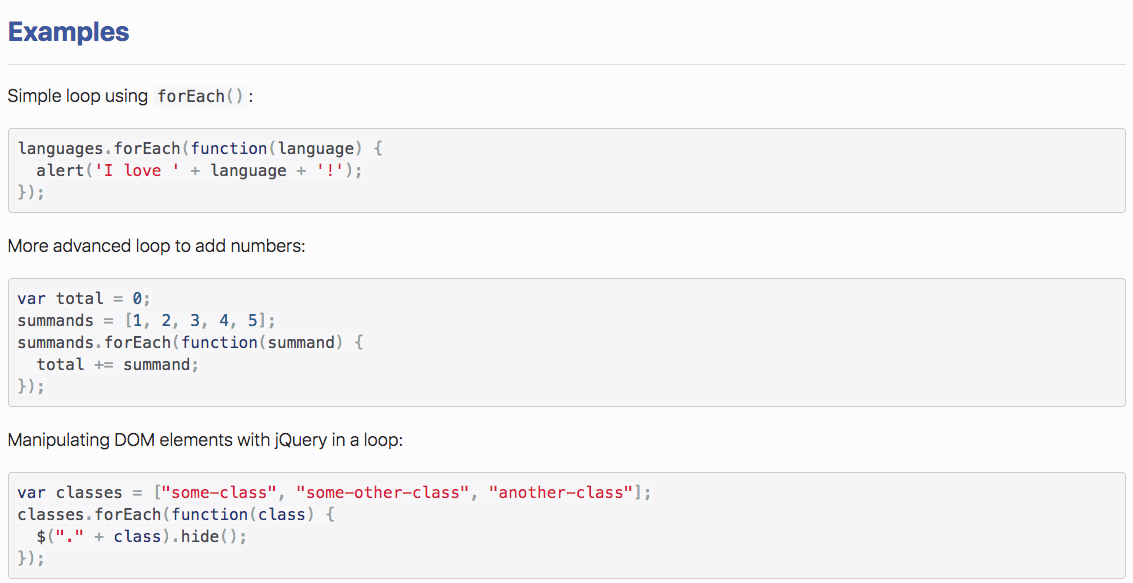 Examples
Simple loop using forEach():
languages.forEach(function(language) {
  alert('I love ' + language + '!');
});
More advanced loop to add numbers:
var total = 0;
summands = [1, 2, 3, 4, 5];
summands.forEach(function(summand) {
  total += summand;
});
Manipulating DOM elements with jQuery in a loop:
var classes = ["some-class", "some-other-class", "another-class"];
classes.forEach(function(class) {
  $("." + class).hide();
});